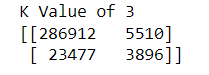 K Value of 3
[[286912 5510]
[ 23477 3896]]